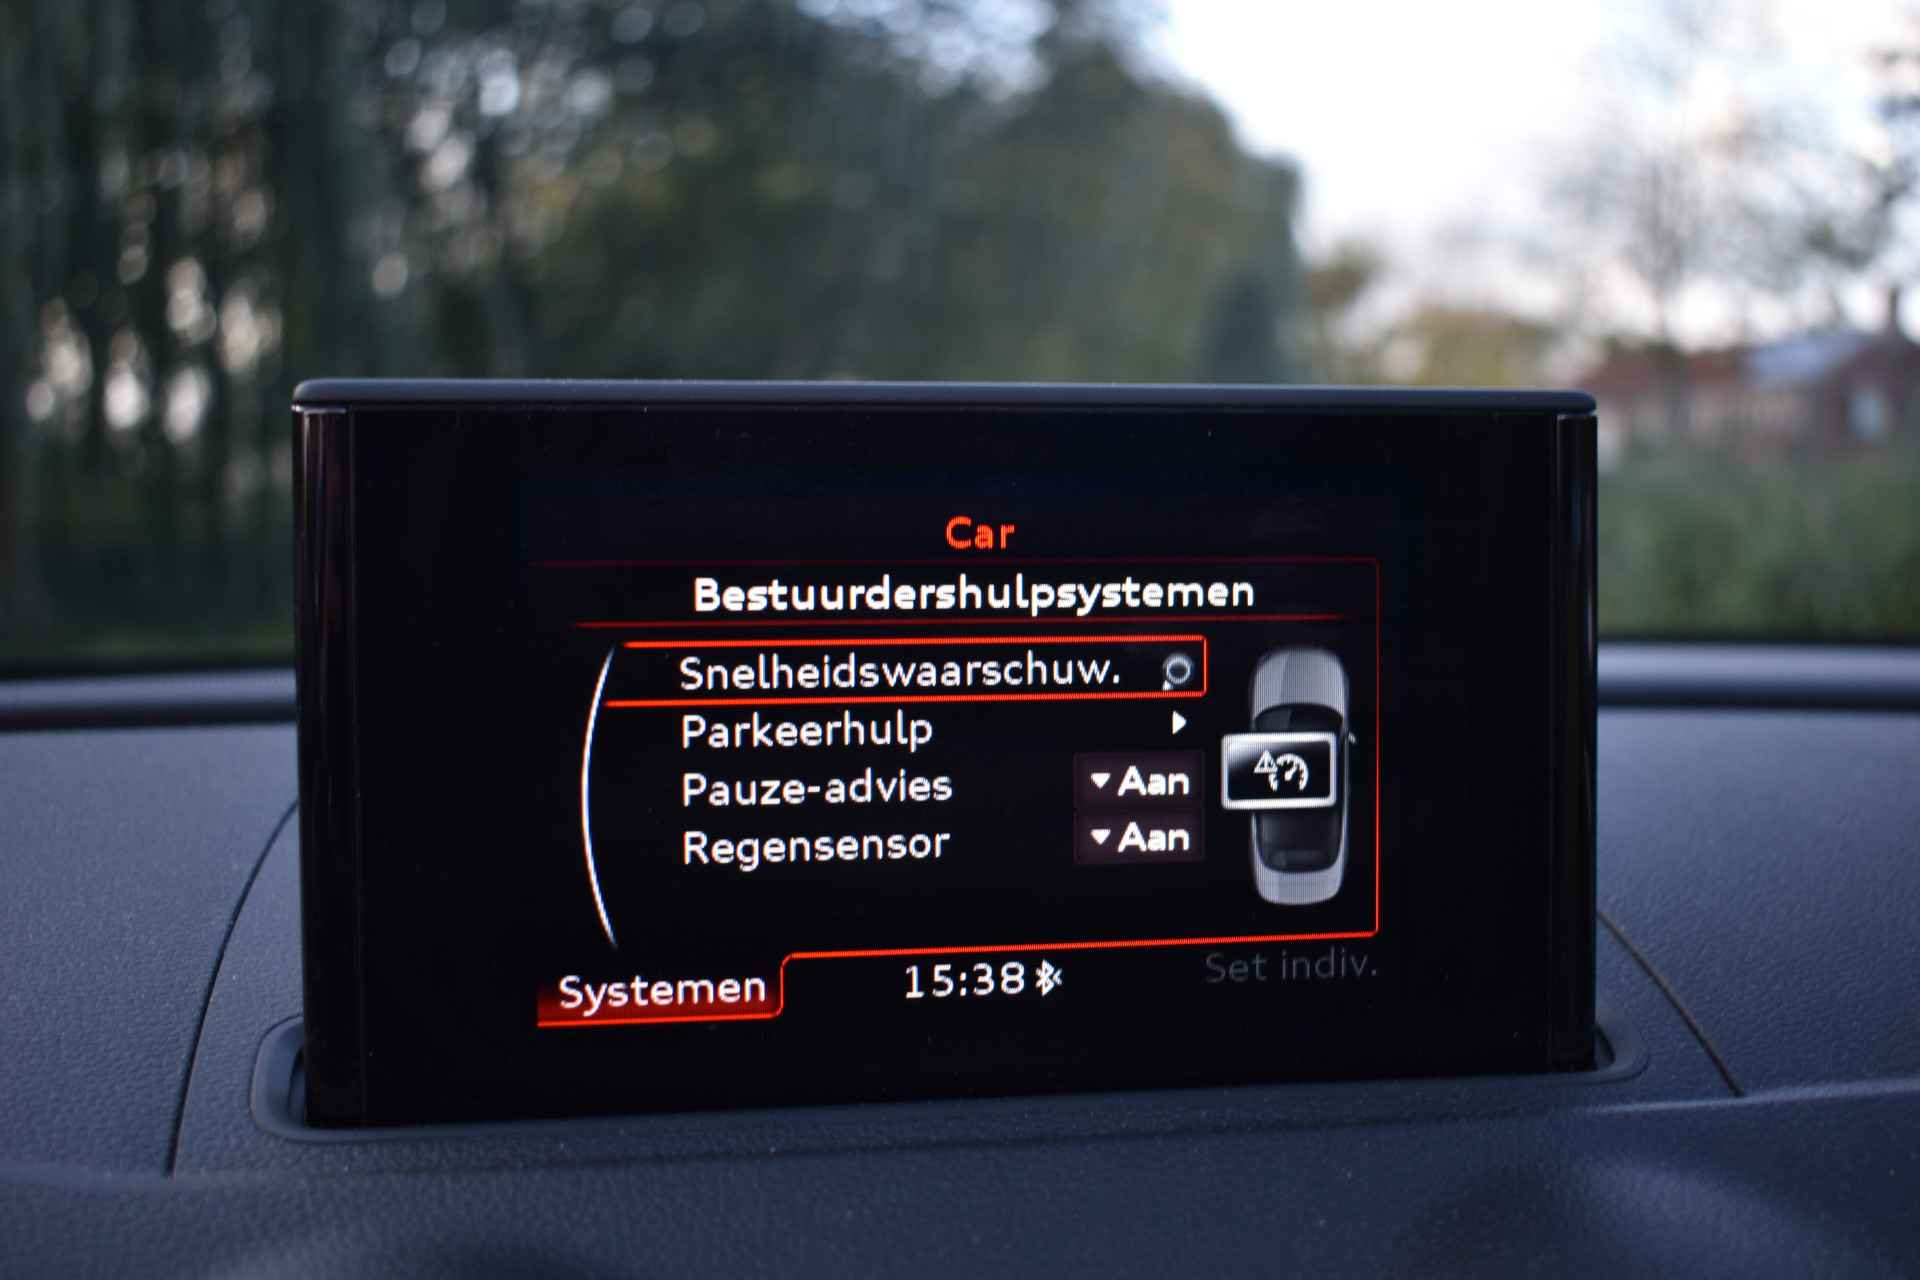 Car
Bestuurdershulpsystemen
Snelheidswaarschuw.
Parkeerhulp
Pauze-advies Aan
Regensensor Aan
Systemen 15:38 Set indiv.